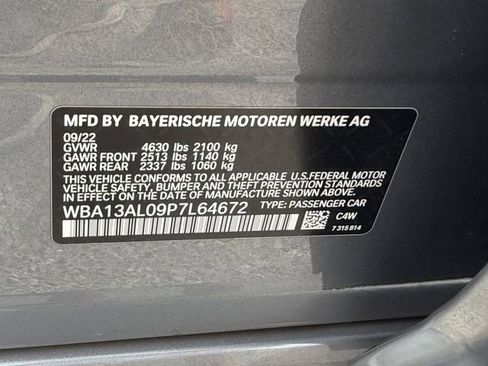 MFD BY BAYERISCHE MOTOREN WERKE AG
09/22
GVWR 4630 lbs 2100 kg
GAWR FRONT 2513 lbs 1140 kg
GAWR REAR 2337 lbs 1060 kg
THIS VEHICLE CONFORMS TO ALL APPLICABLE U.S.FEDERAL MOTOR
VEHICLE SAFETY, BUMPER AND THEFT PREVENTION STANDARDS
IN EFFECT ON THE DATE OF MANUFACTURE SHOWN ABOVE.
WBA13AL09P7L64672 TYPE: PASSENGER CAR
C4W
7 315 814